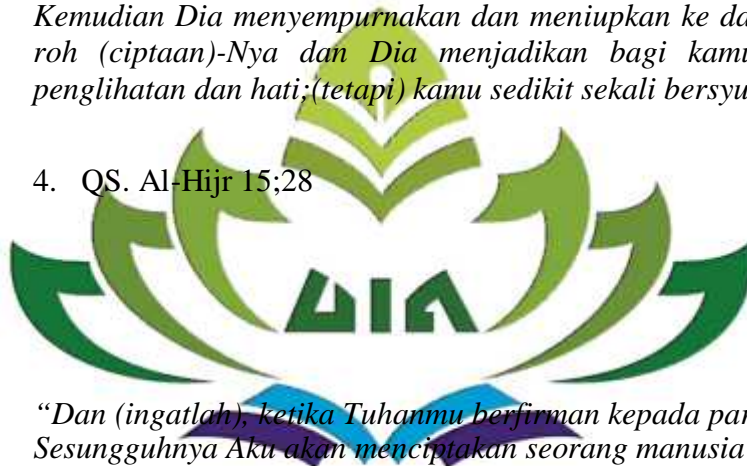 Kemudian Dia menyempurnakan dan meniupkan ke da
roh (ciptaan)-Nya dan Dia menjadikan bagi kamu
penglihatan dan hati;(tetapi) kamu sedikit sekali bersyu
4. QS. Al-Hijr 15;28
UIN
“Dan (ingatlah), ketika Tuhanmu berfirman kepada par
Sesungguhnya Aku akan menciptakan seorang manusia